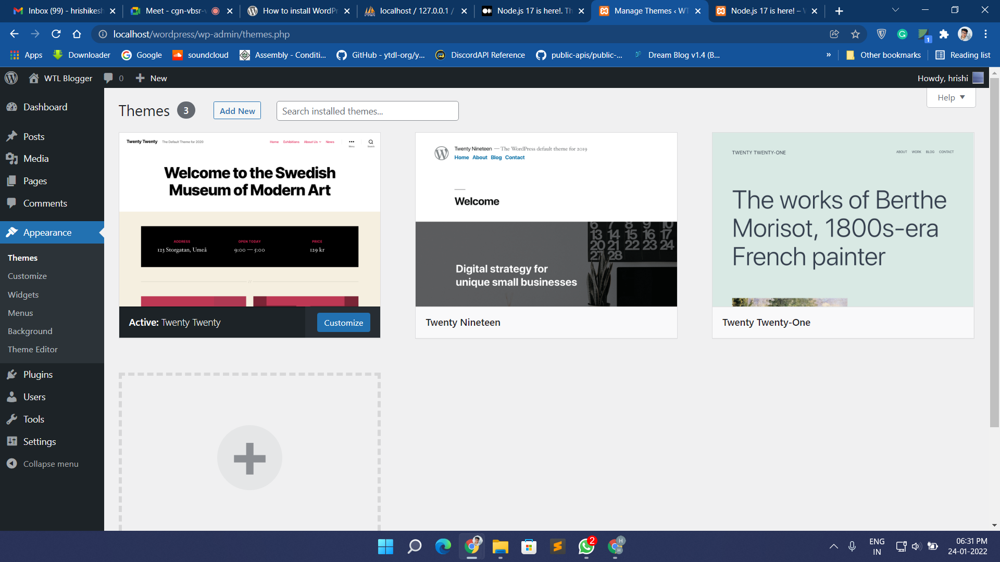 Inbox (99) - hrishikesh
Meet - cgn-vbsr-v
How to install WordPr
localhost / 127.0.0.1 /
Node.js 17 is here!. Th
Manage Themes ‹ WT
Node.js 17 is here! –
localhost/wordpress/wp-admin/themes.php
1
Apps
Downloader
Google
soundcloud
Assembly - Conditi...
GitHub - ytdl-org/y...
DiscordAPI Reference
public-apis/public-...
Dream Blog v1.4 (B...
»
Other bookmarks
Reading list
WTL Blogger
0
New
Howdy, hrishi
Dashboard
Posts
Media
Pages
Comments
Appearance
Themes
Customize
Widgets
Menus
Background
Theme Editor
Plugins
Users
Tools
Settings
Collapse menu
Help
Themes 3
Add New
Search installed themes...
Twenty Twenty The Default Theme for 2020
Home Exhibitions About Us News
Menu
Search
Welcome to the Swedish
Museum of Modern Art
ADDRESS
123 Storgatan, Umeå
OPEN TODAY
9:00 — 5:00
PRICE
129 kr
Active: Twenty Twenty
Customize
Twenty Nineteen — The WordPress default theme for 2019
Home About Blog Contact
Welcome
6 7 8 9 10
13 14 15 16 17
20 21 22 23 24
27 28
Digital strategy for
unique small businesses
Twenty Nineteen
TWENTY TWENTY-ONE
ABOUT WORK BLOG CONTACT
The works of Berthe
Morisot, 1800s-era
French painter
Twenty Twenty-One
2
H
H
ENG
IN
06:31 PM
24-01-2022